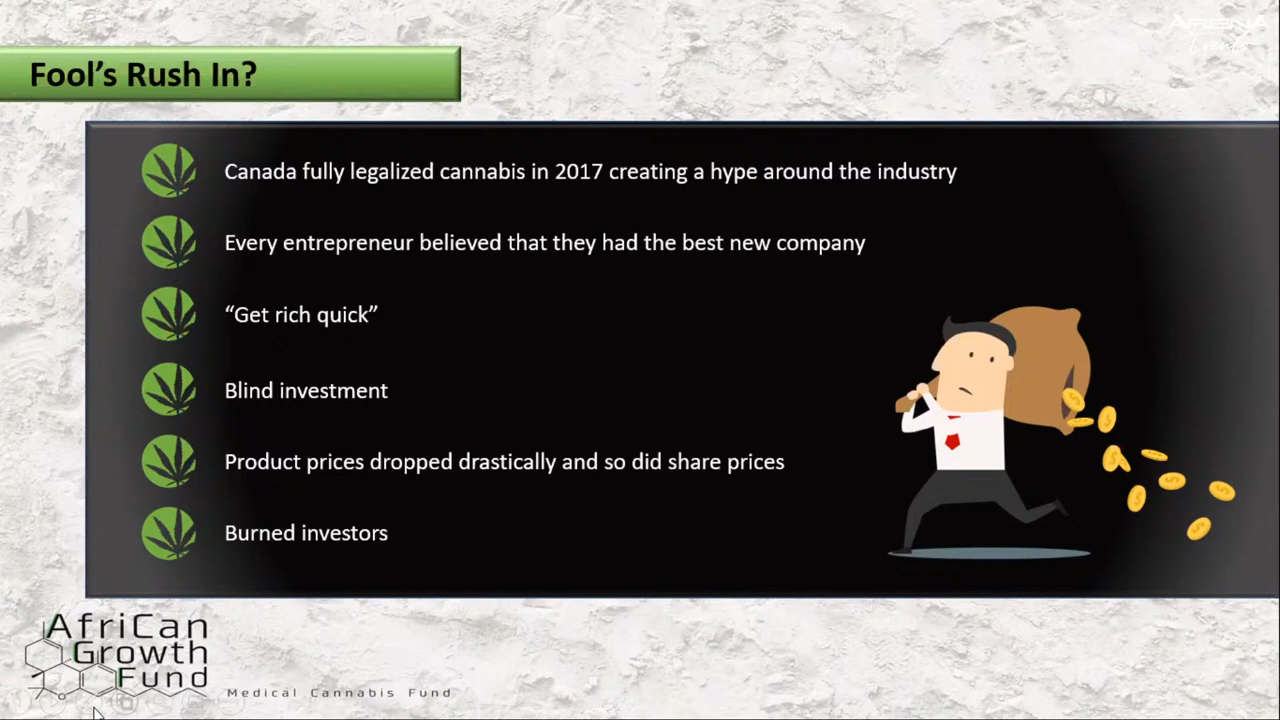 ARENA
Events
Fool’s Rush In?
Canada fully legalized cannabis in 2017 creating a hype around the industry
Every entrepreneur believed that they had the best new company
“Get rich quick”
Blind investment
Product prices dropped drastically and so did share prices
Burned investors
AfriCan
Growth
Fund
Medical Cannabis Fund